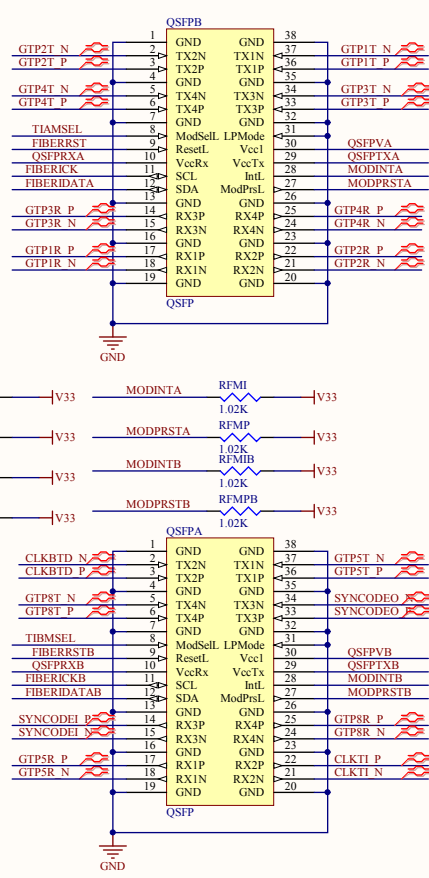 QSFPB
1 GND GND 38
GTP2T_N 2 TX2N TX1N 37 GTP1T_N
GTP2T_P 3 TX2P TX1P 36 GTP1T_P
4 GND GND 35
GTP4T_N 5 TX4N TX3N 34 GTP3T_N
GTP4T_P 6 TX4P TX3P 33 GTP3T_P
7 GND GND 32
TIAMSEL 8 ModSelL LPMode 31
FIBERRST 9 ResetL Vcc1 30 QSFPVA
QSFPRXA 10 VccRx VccTx 29 QSFPTXA
FIBERICK 11 SCL IntL 28 MODINTA
FIBERIDATA 12 SDA ModPrsL 27 MODPRSTA
13 GND GND 26
GTP3R_P 14 RX3P RX4P 25 GTP4R_P
GTP3R_N 15 RX3N RX4N 24 GTP4R_N
16 GND GND 23
GTP1R_P 17 RX1P RX2P 22 GTP2R_P
GTP1R_N 18 RX1N RX2N 21 GTP2R_N
19 GND GND 20
QSFP
GND
V33 MODINTA RFMI 1.02K V33
V33 MODPRSTA RFMP 1.02K V33
V33 MODINTB RFMIB 1.02K V33
V33 MODPRSTB RFMPB 1.02K V33
QSFPA
1 GND GND 38
CLKBTD_N 2 TX2N TX1N 37 GTP5T_N
CLKBTD_P 3 TX2P TX1P 36 GTP5T_P
4 GND GND 35
GTP8T_N 5 TX4N TX3N 34 SYNCODEO_N
GTP8T_P 6 TX4P TX3P 33 SYNCODEO_P
7 GND GND 32
TIBMSEL 8 ModSelL LPMode 31
FIBERRSTB 9 ResetL Vcc1 30 QSFPVB
QSFPRXB 10 VccRx VccTx 29 QSFPTXB
FIBERICKB 11 SCL IntL 28 MODINTB
FIBERIDATAB 12 SDA ModPrsL 27 MODPRSTB
13 GND GND 26
SYNCODEI_P 14 RX3P RX4P 25 GTP8R_P
SYNCODEI_N 15 RX3N RX4N 24 GTP8R_N
16 GND GND 23
GTP5R_P 17 RX1P RX2P 22 CLKTI_P
GTP5R_N 18 RX1N RX2N 21 CLKTI_N
19 GND GND 20
QSFP
GND